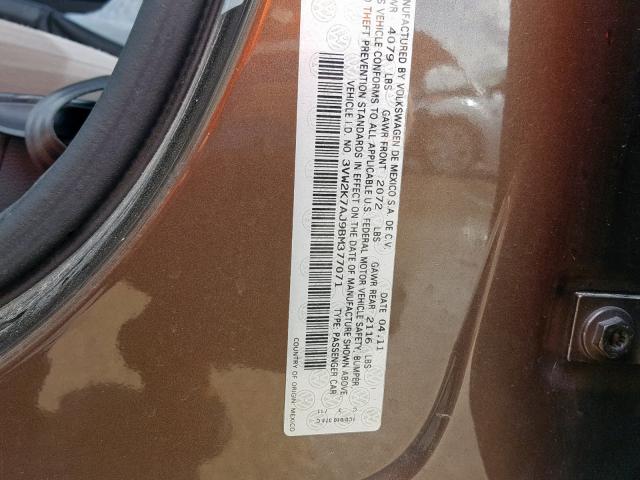 MANUFACTURED BY VOLKSWAGEN DE MEXICO S.A. DE C.V.
DATE 04.11
4079 LBS GAWR FRONT 2072 LBS GAWR REAR 2116 LBS
VEHICLE CONFORMS TO ALL APPLICABLE U.S. FEDERAL MOTOR VEHICLE SAFETY, BUMPER,
THEFT PREVENTION STANDARDS IN EFFECT ON THE DATE OF MANUFACTURE SHOWN ABOVE
VEHICLE I.D. NO. 3VW2K7AJ9BM377071 TYPE: PASSENGER CAR
COUNTRY OF ORIGIN: MEXICO